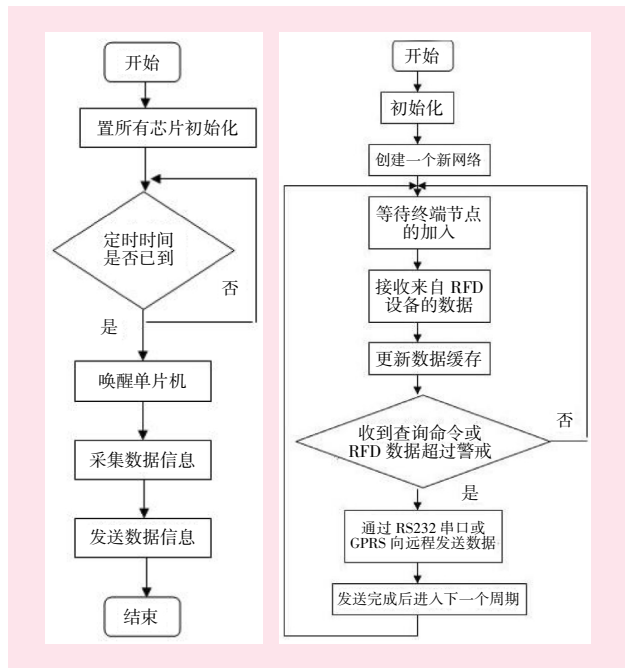 开始
置所有芯片初始化
定时时间
是否已到
否
是
唤醒单片机
采集数据信息
发送数据信息
结束
开始
初始化
创建一个新网络
等待终端节点
的加入
接收来自 RFD
设备的数据
更新数据缓存
收到查询命令或
RFD 数据超过警戒
否
是
通过 RS232 串口或
GPRS 向远程发送数据
发送完成后进入下一个周期